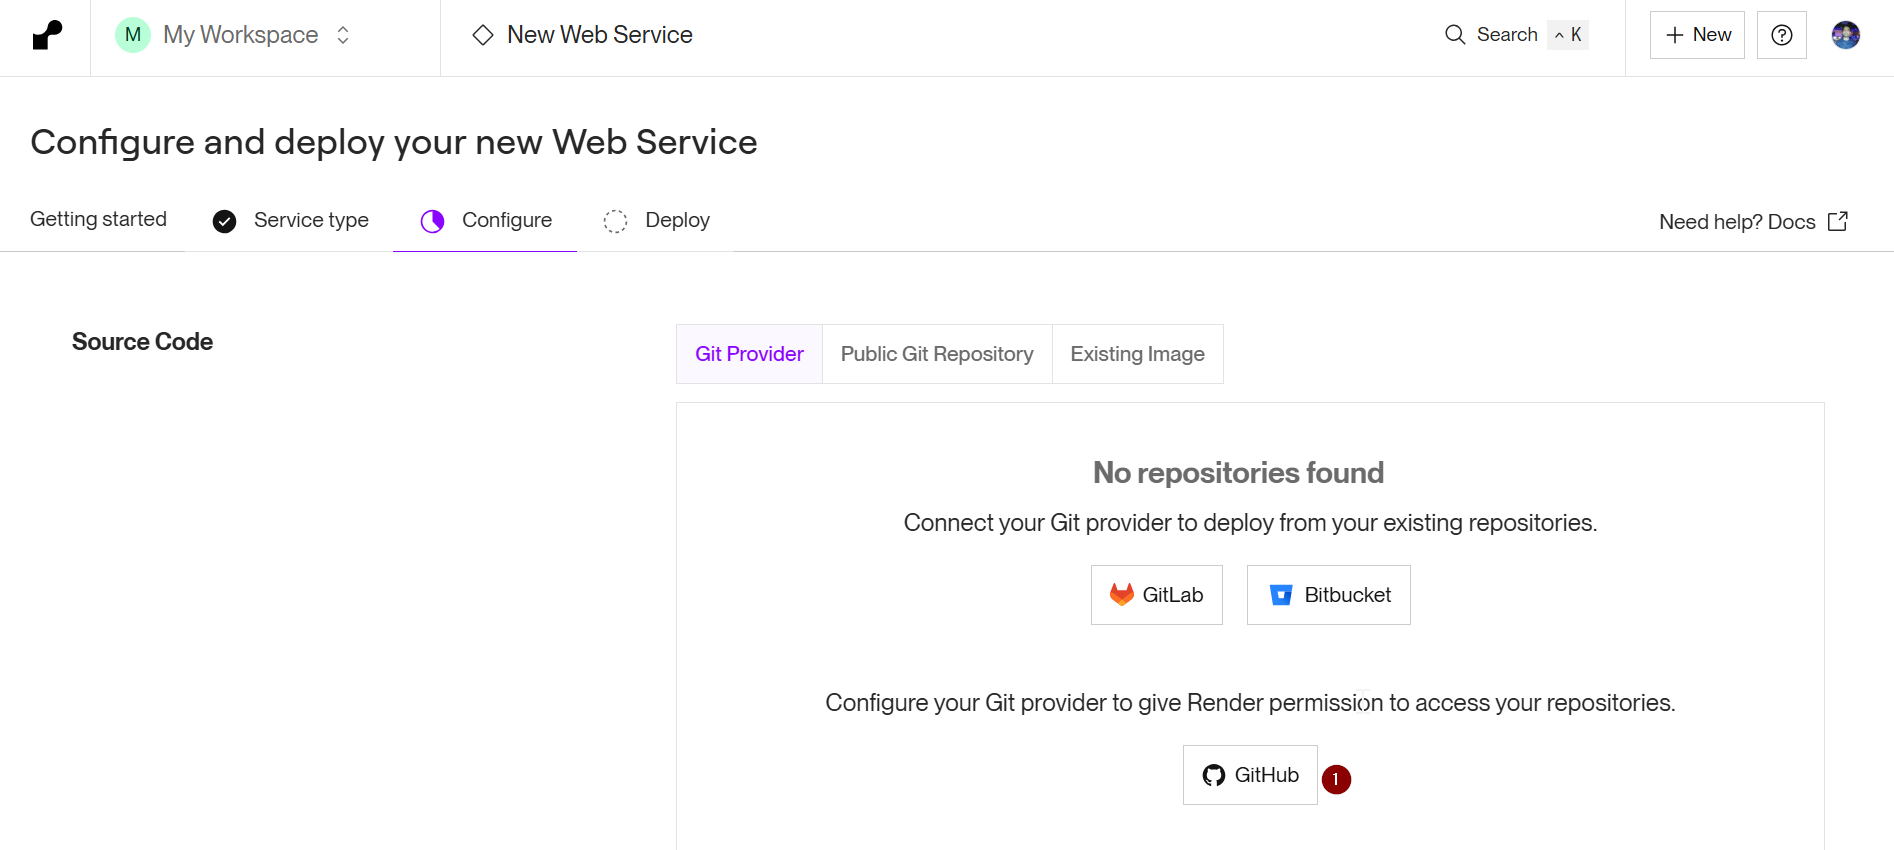 M My Workspace
New Web Service
Search ^ K
+ New
?
Configure and deploy your new Web Service
Getting started
Service type
Configure
Deploy
Need help? Docs
Source Code
Git Provider
Public Git Repository
Existing Image
No repositories found
Connect your Git provider to deploy from your existing repositories.
GitLab
Bitbucket
Configure your Git provider to give Render permission to access your repositories.
GitHub
1